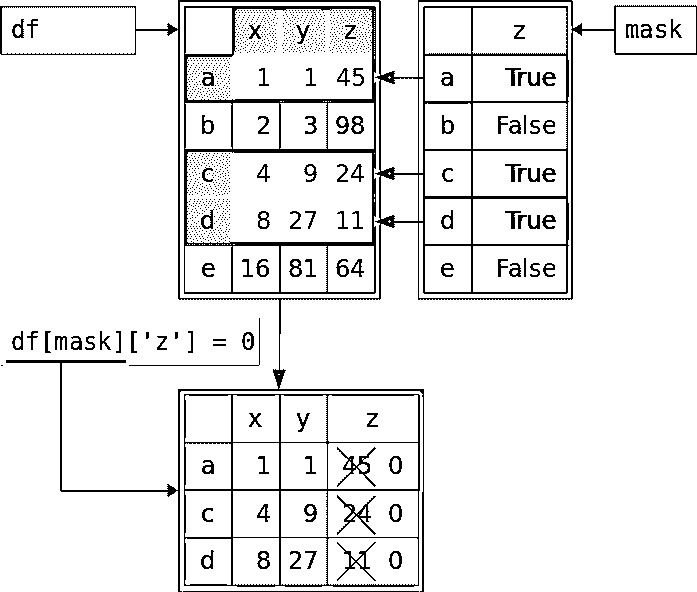 df
x y z
a 1 1 45
b 2 3 98
c 4 9 24
d 8 27 11
e 16 81 64
z
a True
b False
c True
d True
e False
mask
df[mask]['z'] = 0
x y z
a 1 1 45 0
c 4 9 24 0
d 8 27 11 0